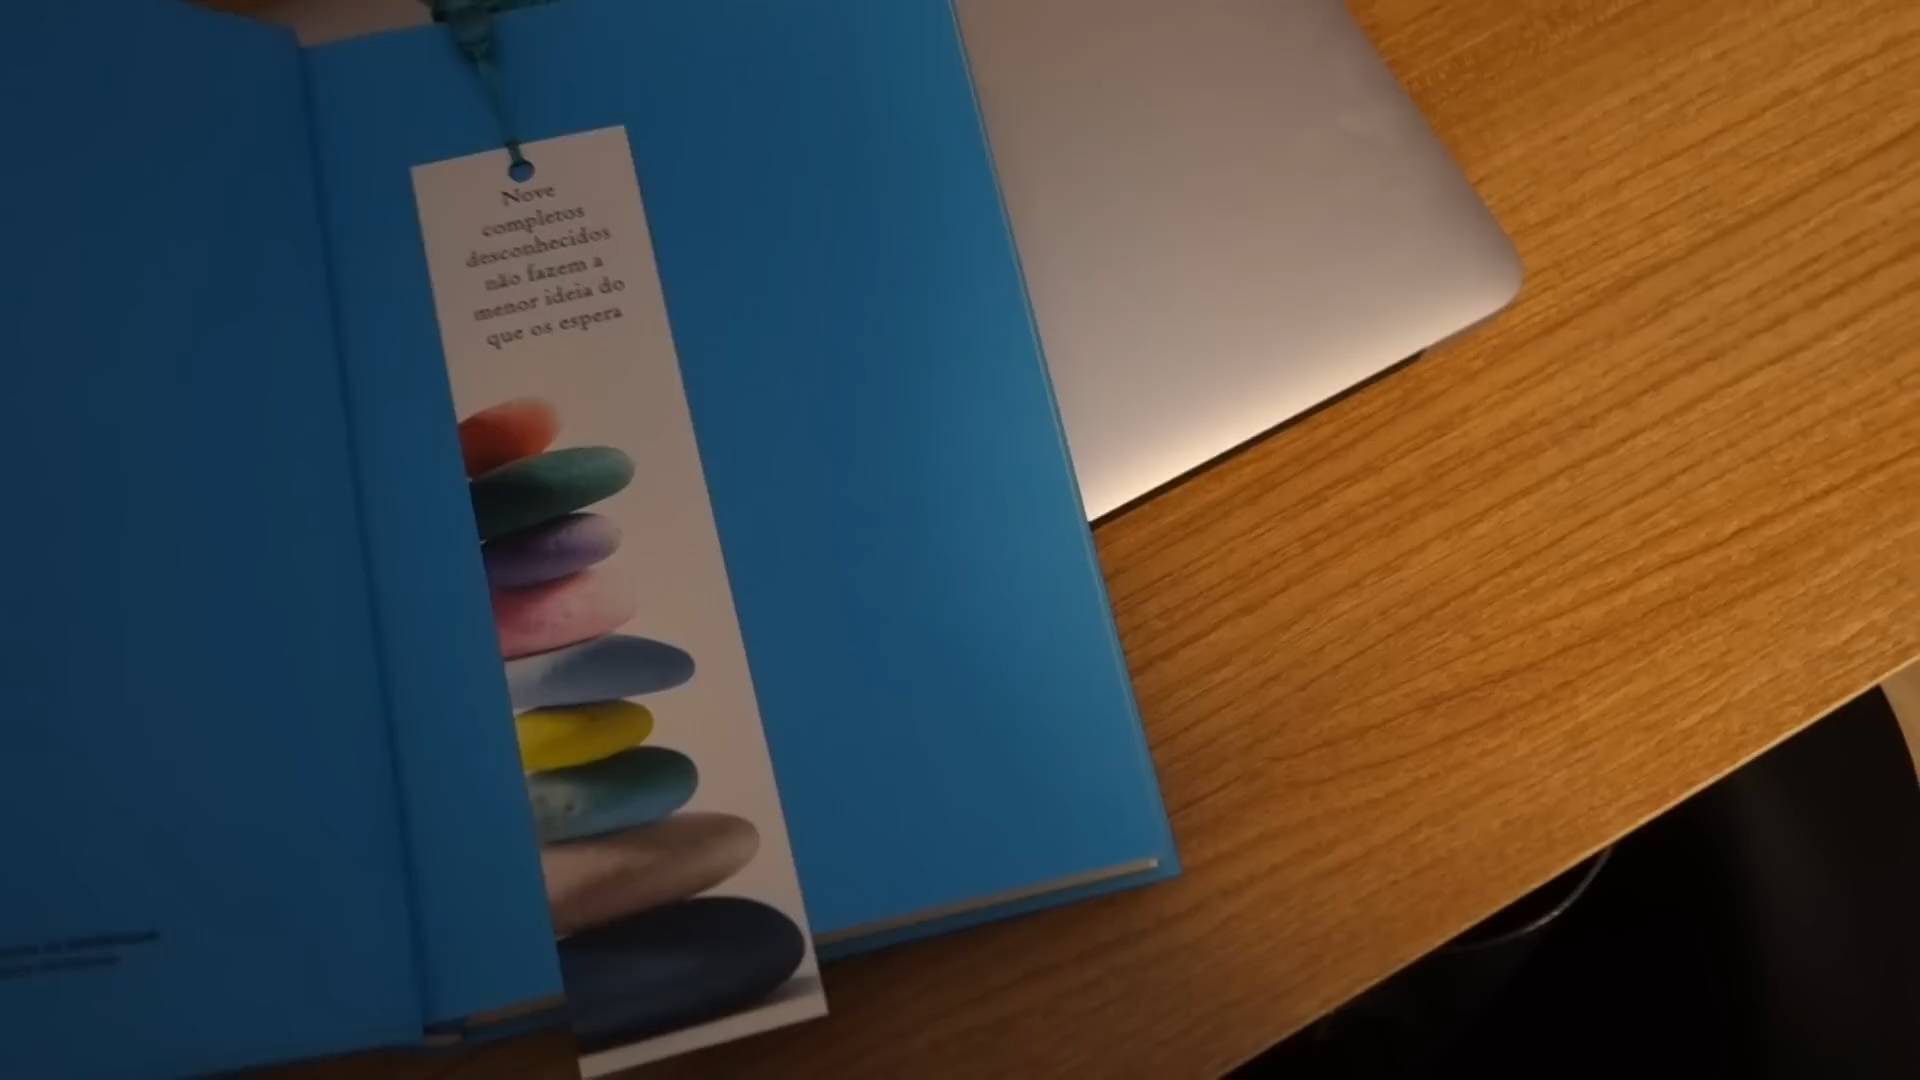 Nove
completos
desconhecidos
não fazem a
menor ideia do
que os espera